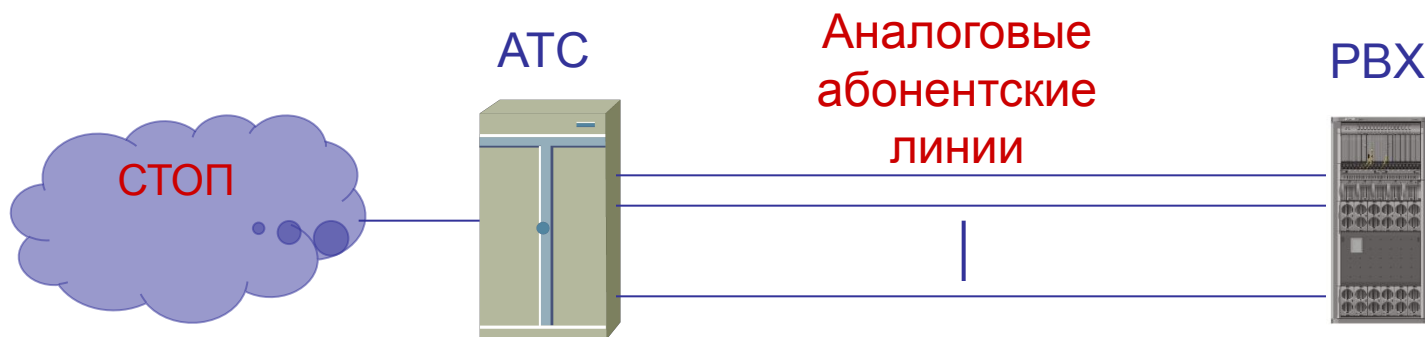 АТС
Аналоговые
абонентские
линии
PBX
СТОП